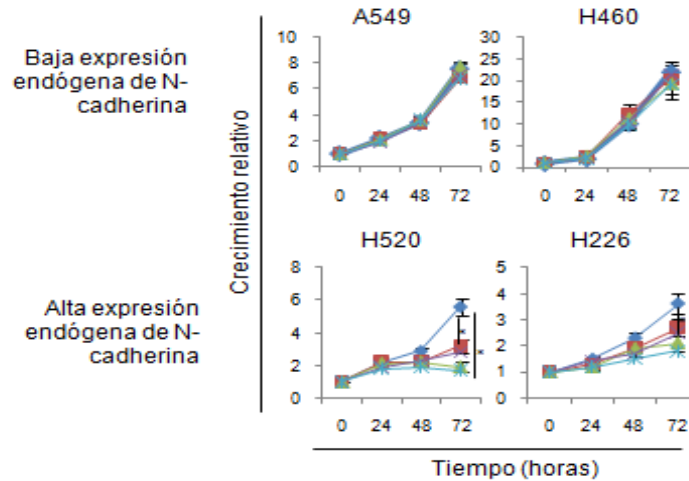 A549
H460
Baja expresión
endógena de N-
cadherina
10
8
6
4
2
0
30
25
20
15
10
5
0
0 24 48 72
0 24 48 72
Crecimiento relativo
H520
H226
Alta expresión
endógena de N-
cadherina
8
6
4
2
0
5
4
3
2
1
0
*
*
0 24 48 72
0 24 48 72
Tiempo (horas)